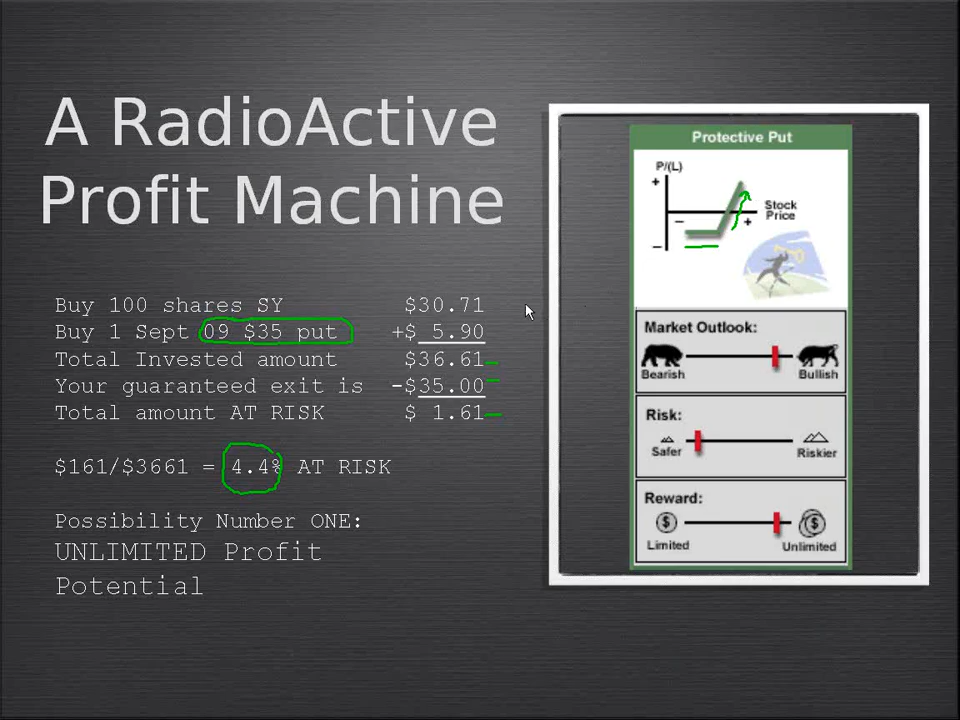 A RadioActive
Profit Machine
Buy 100 shares SY $30.71
Buy 1 Sept 09 $35 put +$ 5.90
Total Invested amount $36.61
Your guaranteed exit is -$35.00
Total amount AT RISK $ 1.61
$161/$3661 = 4.4% AT RISK
Possibility Number ONE:
UNLIMITED Profit
Potential
Protective Put
P/(L)
+
Stock
Price
− +
−
Market Outlook:
Bearish Bullish
Risk:
Safer Riskier
Reward:
$ $
Limited Unlimited